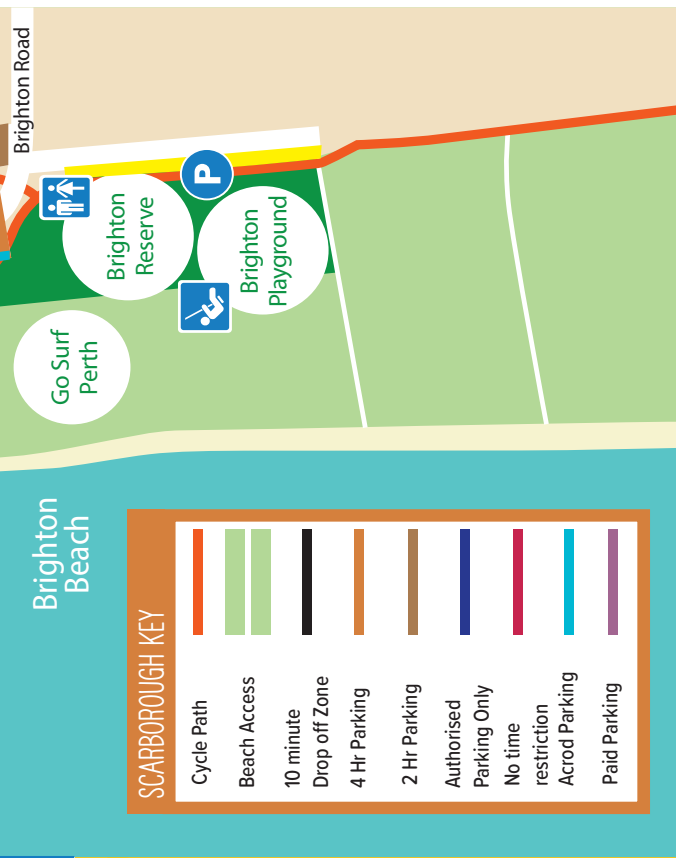 Brighton Road
Brighton
Reserve
P
Brighton
Playground
Go Surf
Perth
Brighton
Beach
SCARBOROUGH KEY
Cycle Path
Beach Access
10 minute
Drop off Zone
4 Hr Parking
2 Hr Parking
Authorised
Parking Only
No time
restriction
Acrod Parking
Paid Parking